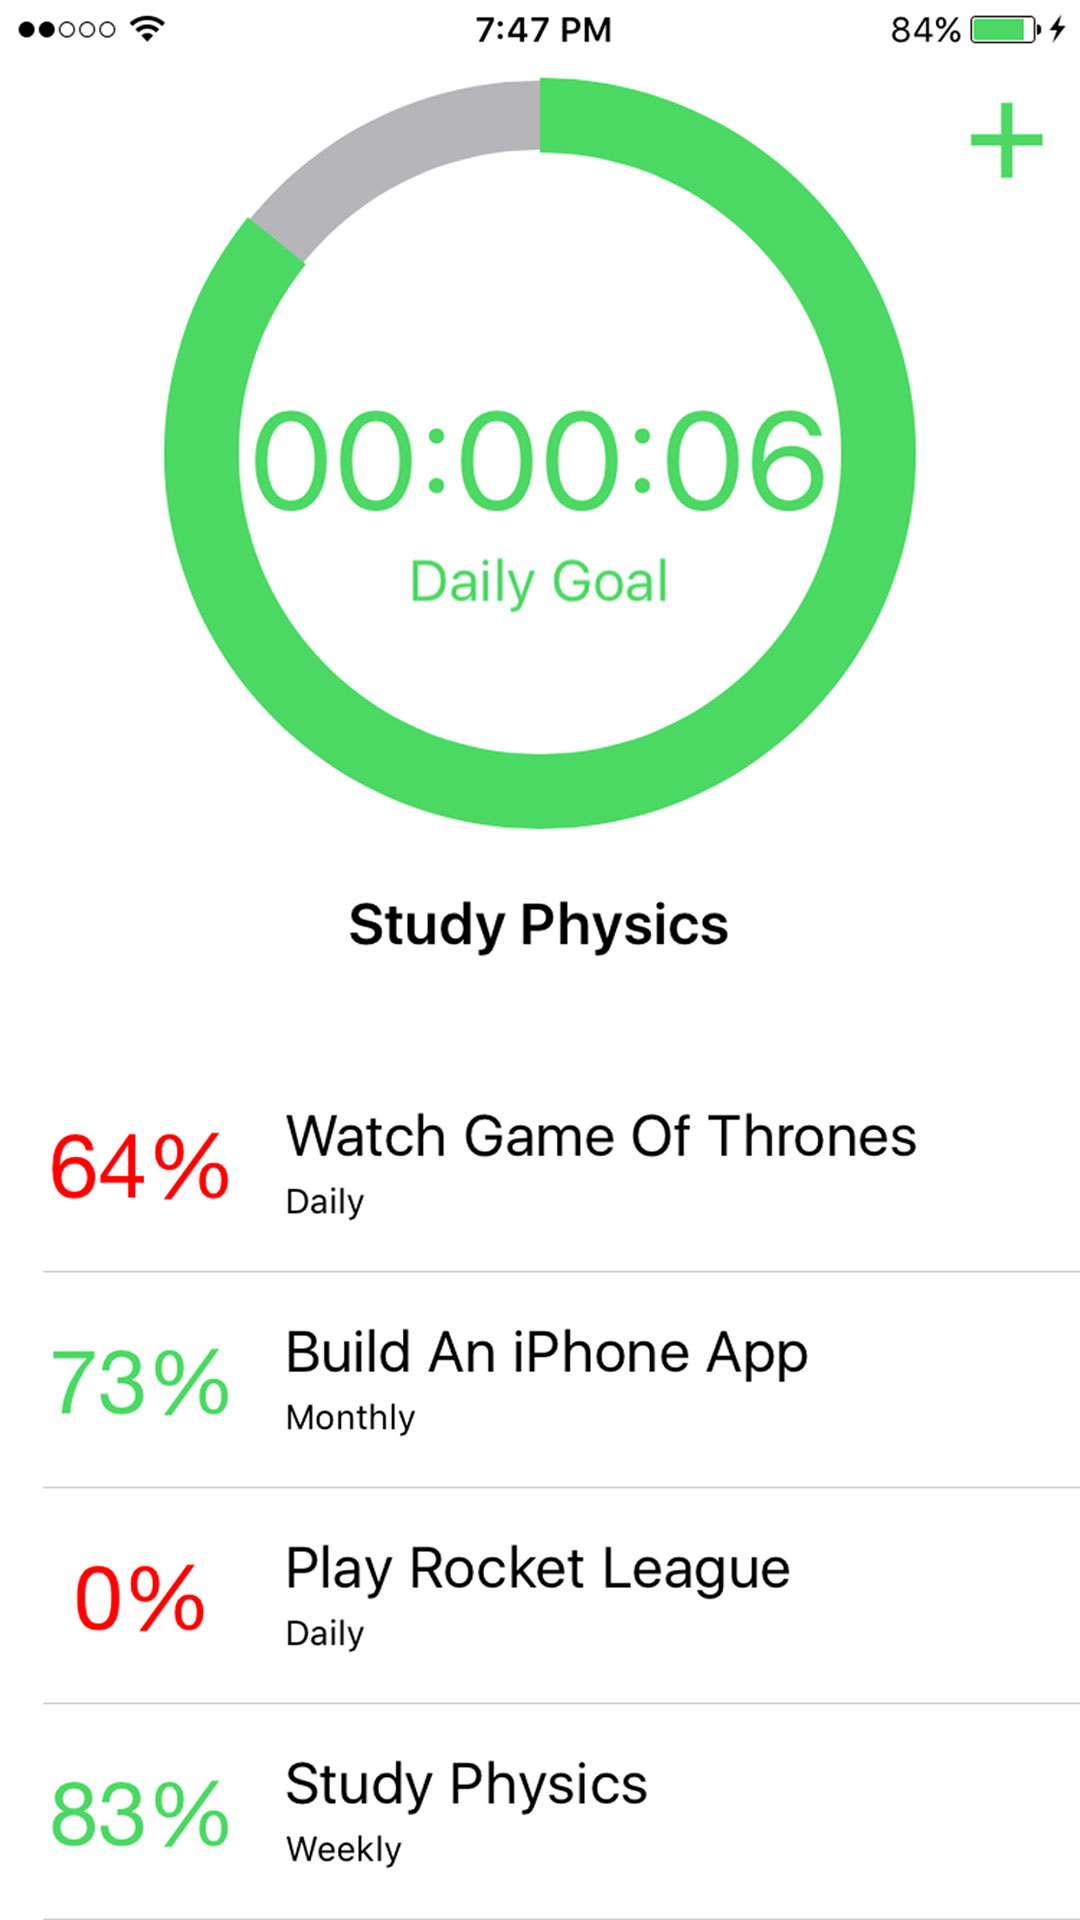 7:47 PM
84%
00:00:06
Daily Goal
Study Physics
64%
Watch Game Of Thrones
Daily
73%
Build An iPhone App
Monthly
0%
Play Rocket League
Daily
83%
Study Physics
Weekly